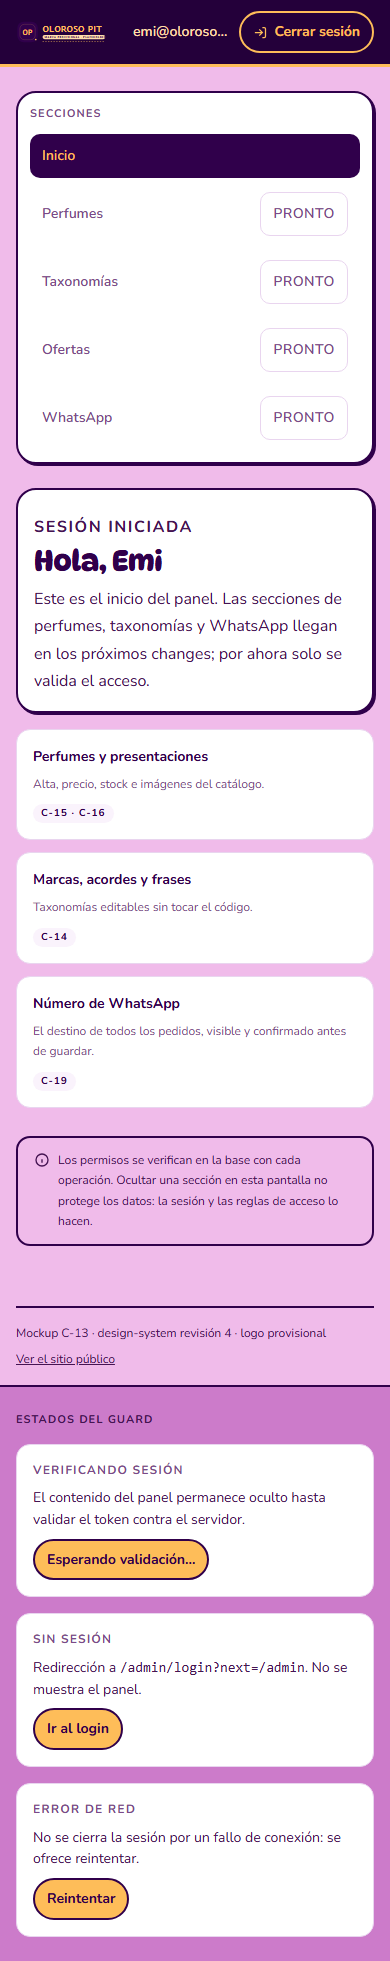 OP
OLOROSO PIT
emi@oloroso...
Cerrar sesión
SECCIONES
Inicio
Perfumes
PRONTO
Taxonomías
PRONTO
Ofertas
PRONTO
WhatsApp
PRONTO
SESIÓN INICIADA
Hola, Emi
Este es el inicio del panel. Las secciones de
perfumes, taxonomías y WhatsApp llegan
en los próximos changes; por ahora solo se
valida el acceso.
Perfumes y presentaciones
Alta, precio, stock e imágenes del catálogo.
C-15 · C-16
Marcas, acordes y frases
Taxonomías editables sin tocar el código.
C-14
Número de WhatsApp
El destino de todos los pedidos, visible y confirmado antes
de guardar.
C-19
Los permisos se verifican en la base con cada
operación. Ocultar una sección en esta pantalla no
protege los datos: la sesión y las reglas de acceso lo
hacen.
Mockup C-13 · design-system revisión 4 · logo provisional
Ver el sitio público
ESTADOS DEL GUARD
VERIFICANDO SESIÓN
El contenido del panel permanece oculto hasta
validar el token contra el servidor.
Esperando validación...
SIN SESIÓN
Redirección a /admin/login?next=/admin. No se
muestra el panel.
Ir al login
ERROR DE RED
No se cierra la sesión por un fallo de conexión: se
ofrece reintentar.
Reintentar